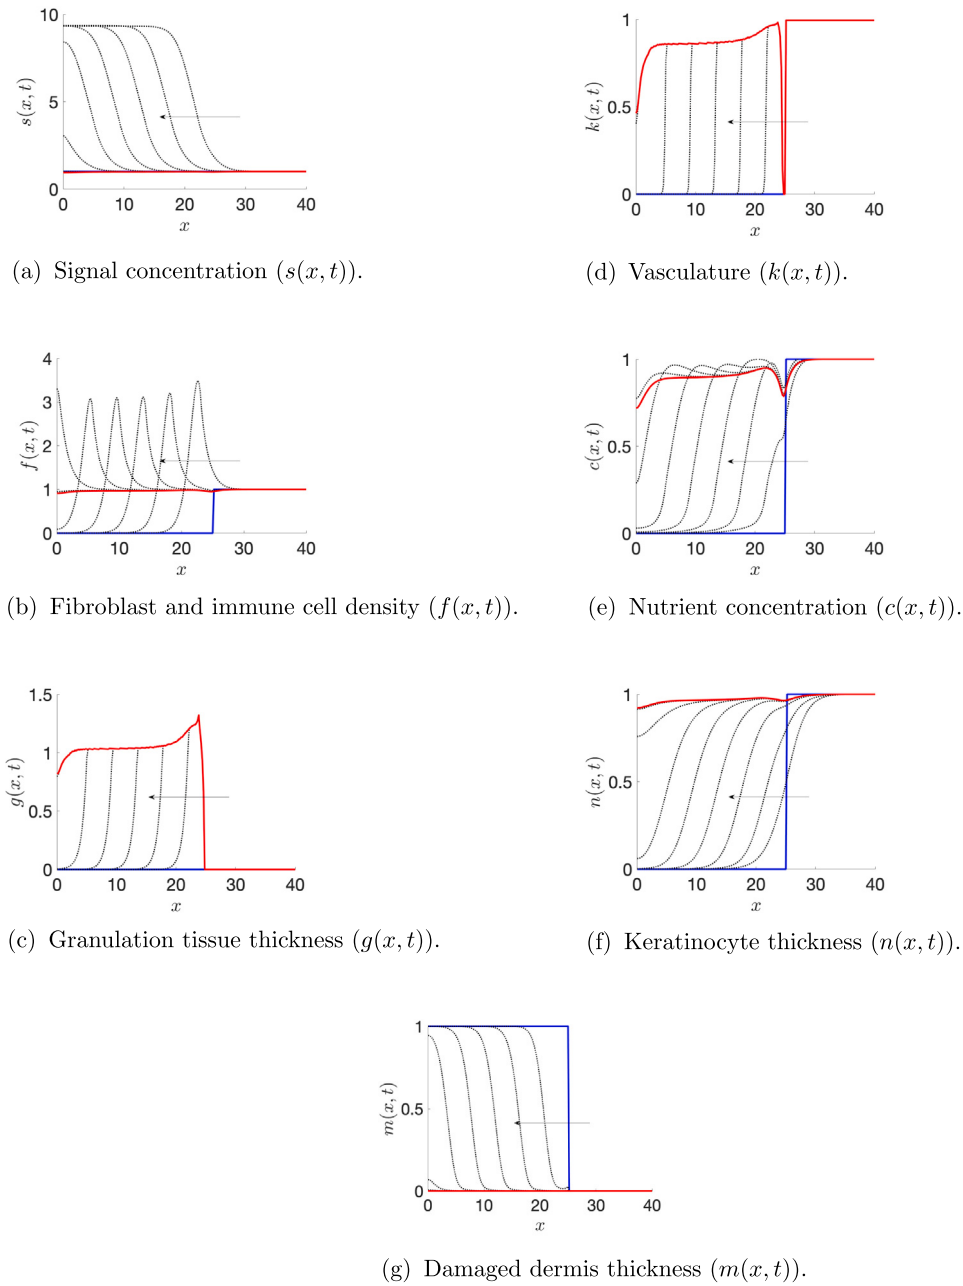 10
5
0
s(x, t)
0 10 20 30 40
x
(a) Signal concentration (s(x, t)).
1
0.5
0
k(x, t)
0 10 20 30 40
x
(d) Vasculature (k(x, t)).
4
3
2
1
0
f(x, t)
0 10 20 30 40
x
(b) Fibroblast and immune cell density (f(x, t)).
1
0.5
0
c(x, t)
0 10 20 30 40
x
(e) Nutrient concentration (c(x, t)).
1.5
1
0.5
0
g(x, t)
0 10 20 30 40
x
(c) Granulation tissue thickness (g(x, t)).
1
0.5
0
n(x, t)
0 10 20 30 40
x
(f) Keratinocyte thickness (n(x, t)).
1
0.5
0
m(x, t)
0 10 20 30 40
x
(g) Damaged dermis thickness (m(x, t)).